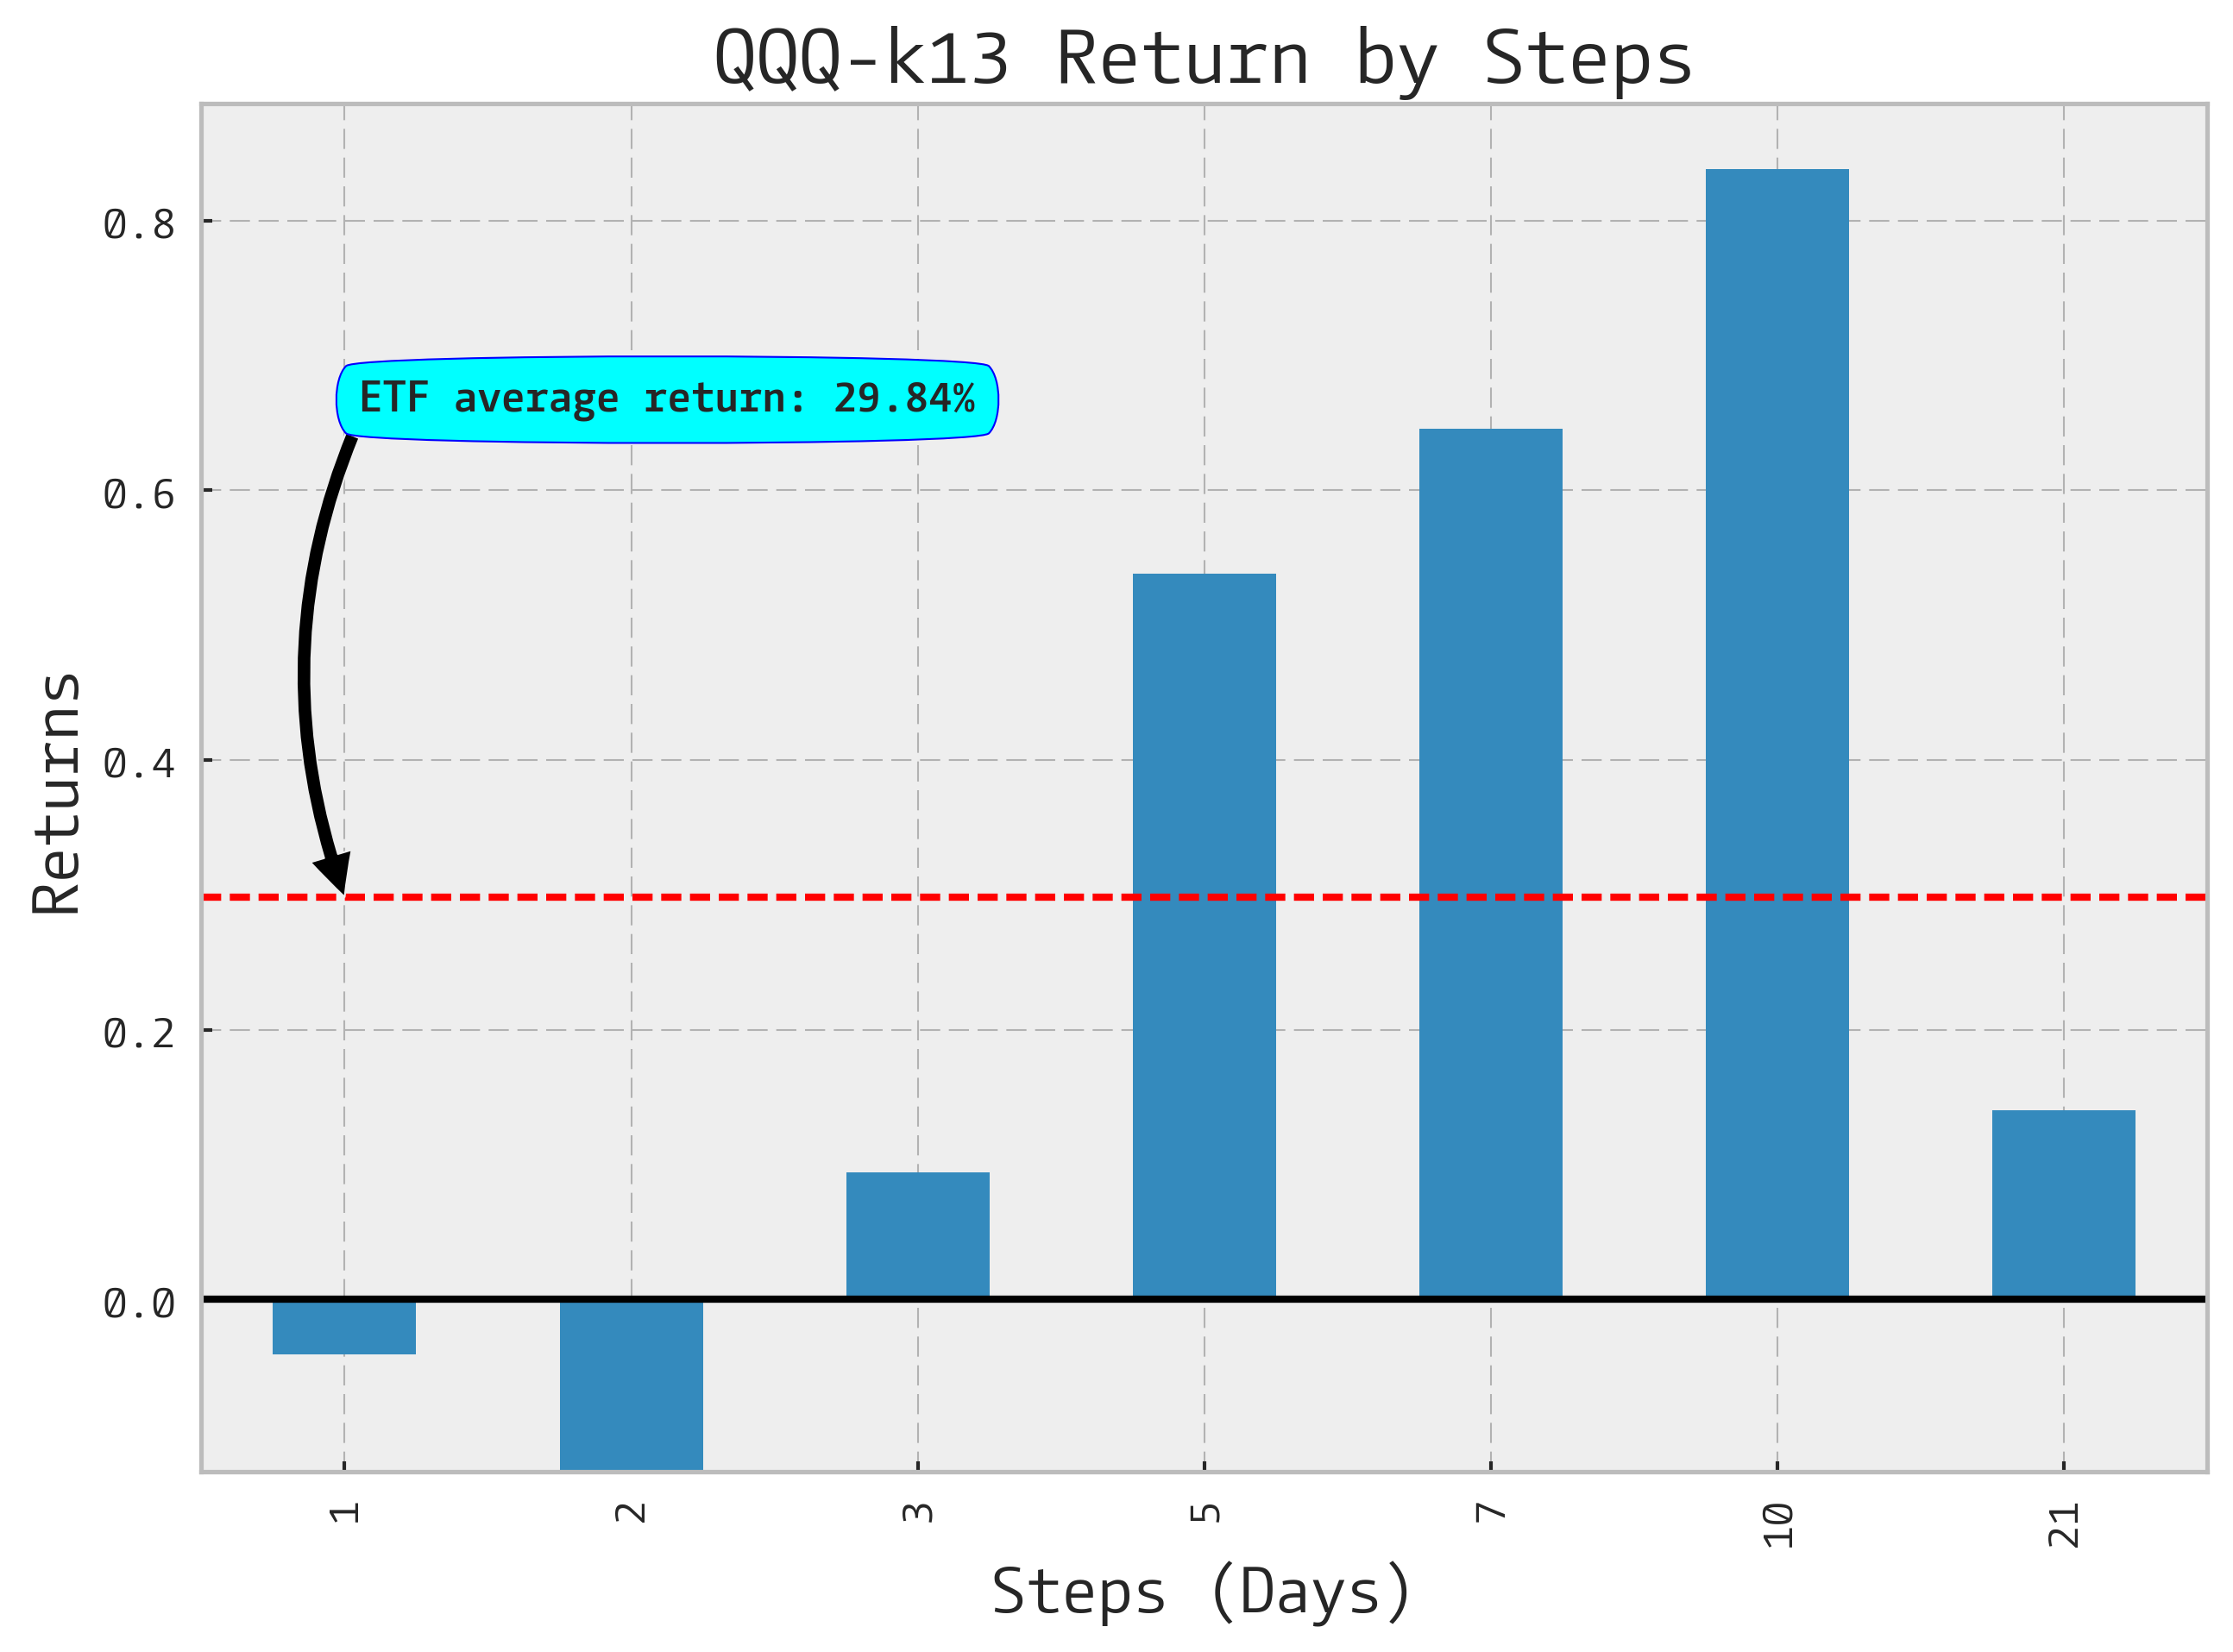 QQQ-k13 Return by Steps
0.8
ETF average return: 29.84%
0.6
0.4
0.2
0.0
Returns
1 2 3 5 7 10 21
Steps (Days)